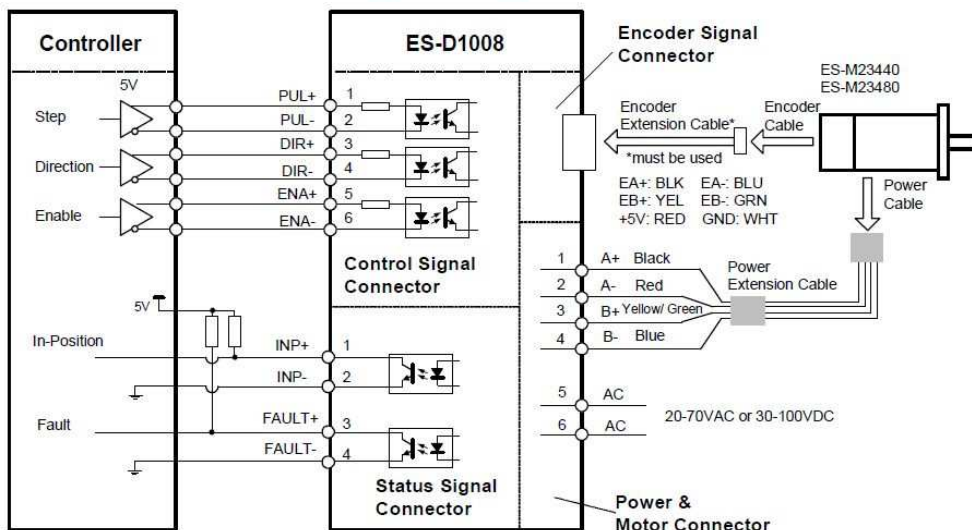 Controller
ES-D1008
Encoder Signal
Connector
ES-M23440
ES-M23480
5V
Step
PUL+
1
PUL-
2
Direction
DIR+
3
DIR-
4
Enable
ENA+
5
ENA-
6
Control Signal
Connector
Encoder
Extension Cable*
*must be used
Encoder
Cable
EA+: BLK EA-: BLU
EB+: YEL EB-: GRN
+5V: RED GND: WHT
Power
Cable
1 A+ Black
2 A- Red
3 B+ Yellow/ Green
4 B- Blue
Power
Extension Cable
5V
In-Position
INP+
1
INP-
2
Fault
FAULT+
3
FAULT-
4
Status Signal
Connector
5 AC
6 AC
20-70VAC or 30-100VDC
Power &
Motor Connector